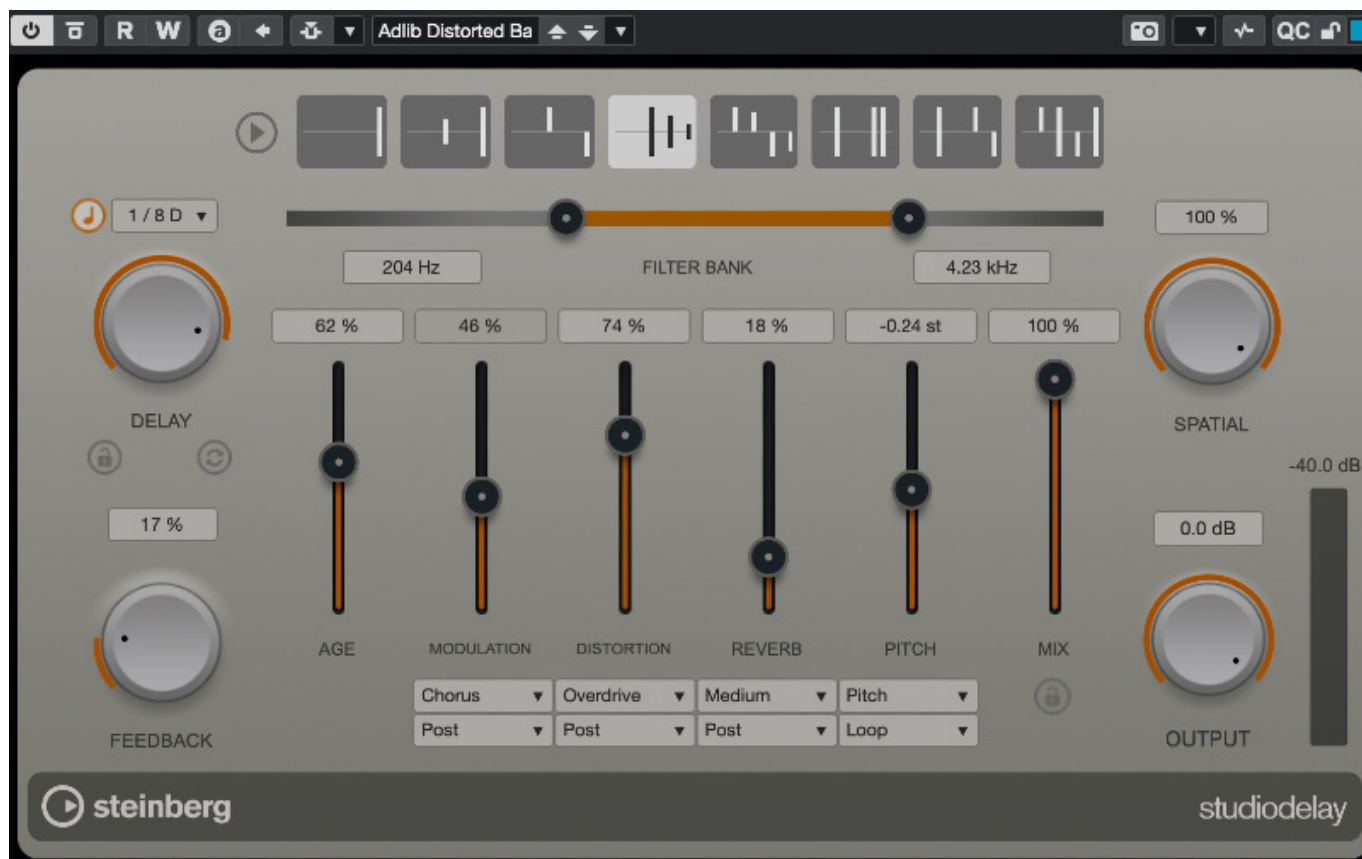 R W a Adlib Distorted Ba QC
1 / 8 D
100 %
204 Hz FILTER BANK 4.23 kHz
62 % 46 % 74 % 18 % -0.24 st 100 %
DELAY
SPATIAL
-40.0 dB
17 %
0.0 dB
AGE MODULATION DISTORTION REVERB PITCH MIX
Chorus Overdrive Medium Pitch
Post Post Post Loop
FEEDBACK
OUTPUT
steinberg
studiodelay